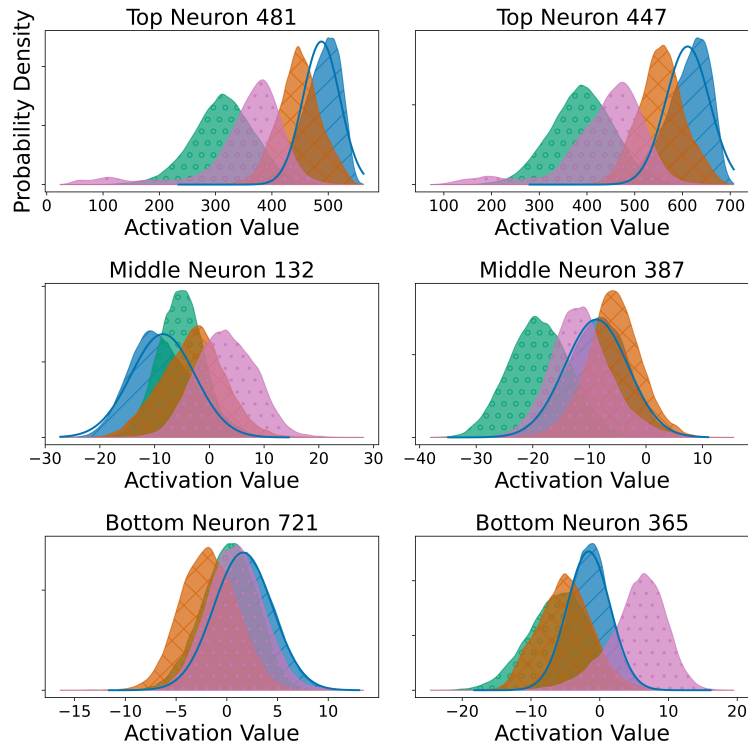 Top Neuron 481
Top Neuron 447
Probability Density
0 100 200 300 400 500
100 200 300 400 500 600 700
Activation Value
Activation Value
Middle Neuron 132
Middle Neuron 387
−30 −20 −10 0 10 20 30
−40 −30 −20 −10 0 10
Activation Value
Activation Value
Bottom Neuron 721
Bottom Neuron 365
−15 −10 −5 0 5 10
−20 −10 0 10 20
Activation Value
Activation Value